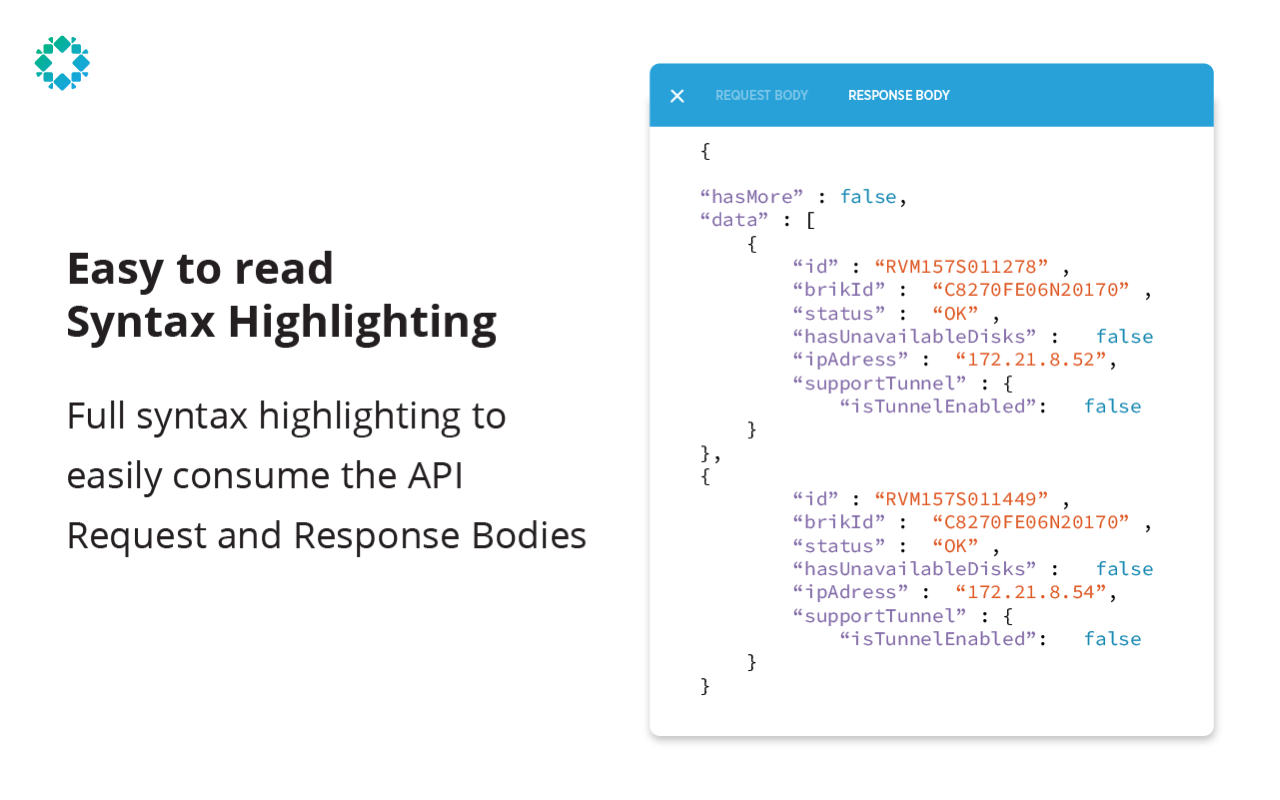 Easy to read
Syntax Highlighting
Full syntax highlighting to
easily consume the API
Request and Response Bodies
REQUEST BODY RESPONSE BODY
{
“hasMore” : false,
“data” : [
{
“id” : “RVM157S011278” ,
“brikId” : “C8270FE06N20170” ,
“status” : “OK” ,
“hasUnavailableDisks” : false
“ipAdress” : “172.21.8.52”,
“supportTunnel” : {
“isTunnelEnabled”: false
}
},
{
“id” : “RVM157S011449” ,
“brikId” : “C8270FE06N20170” ,
“status” : “OK” ,
“hasUnavailableDisks” : false
“ipAdress” : “172.21.8.54”,
“supportTunnel” : {
“isTunnelEnabled”: false
}
}